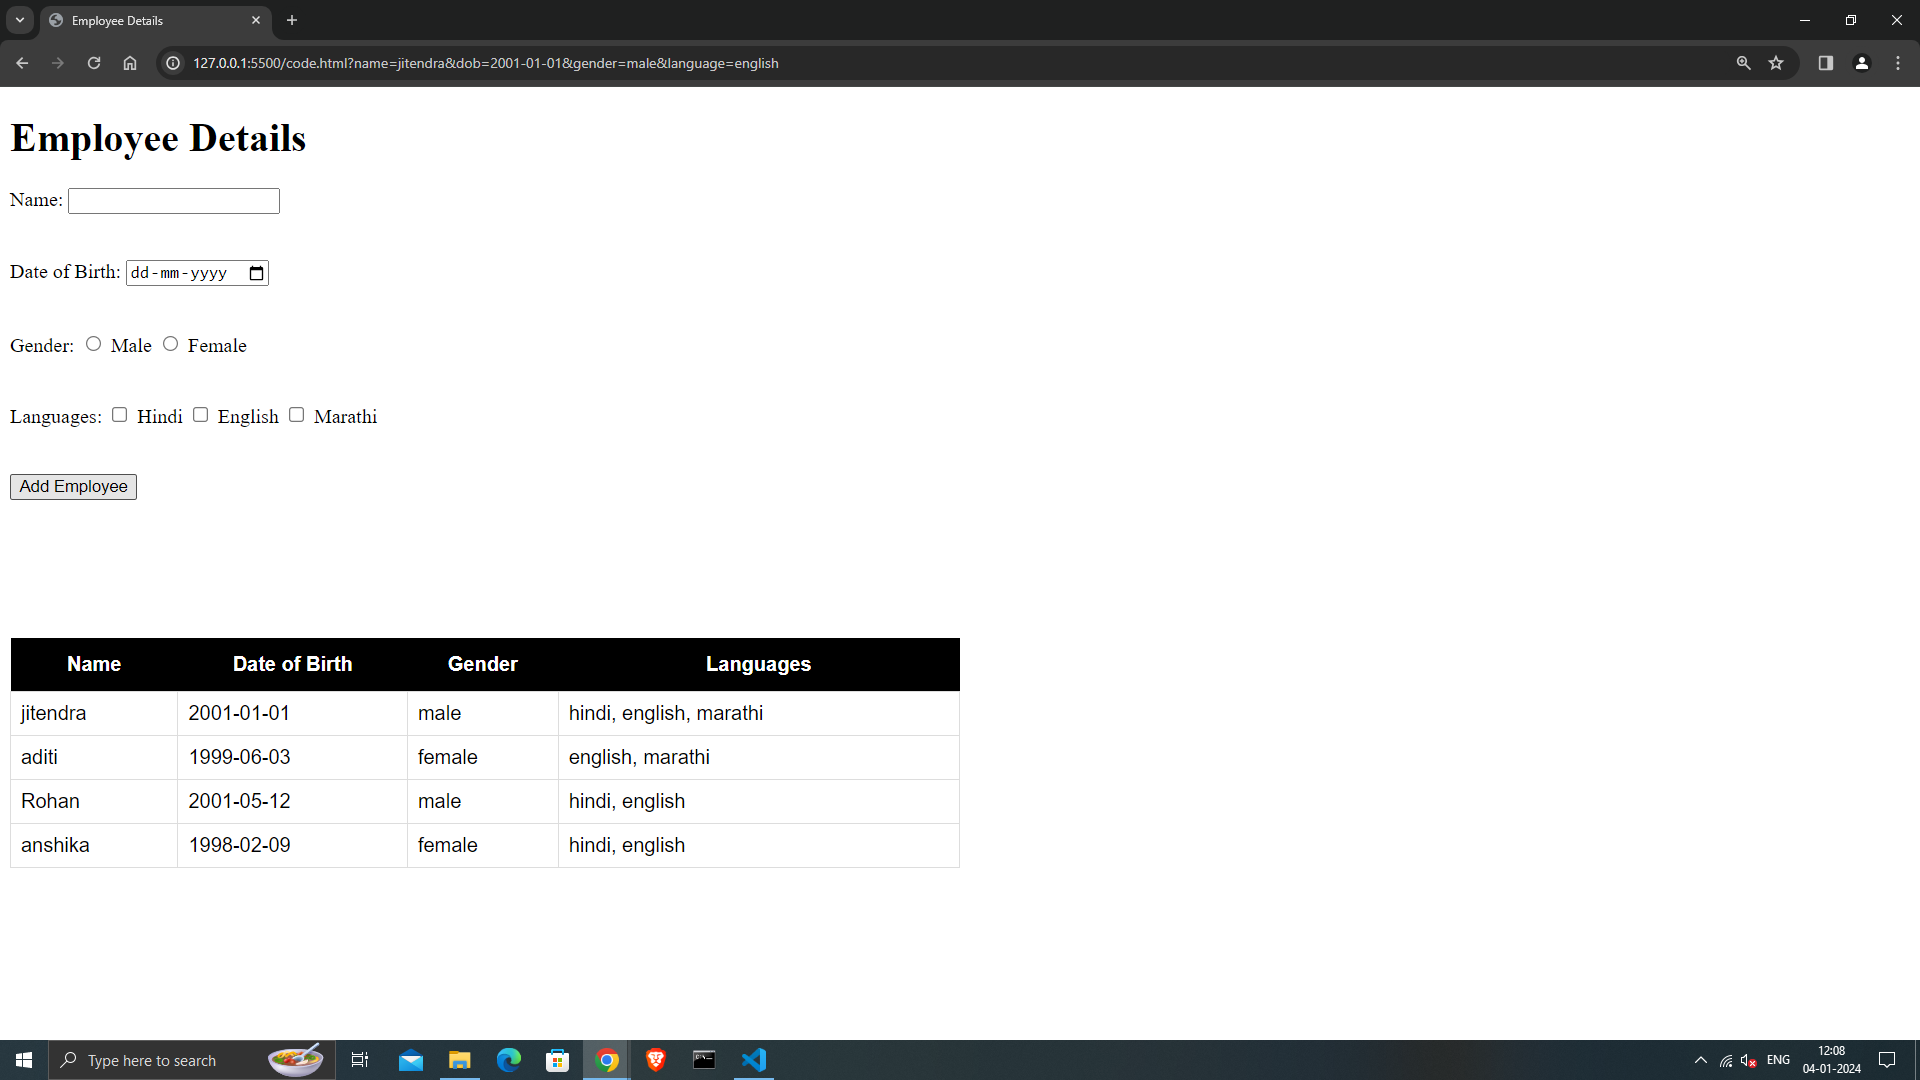 Employee Details
127.0.0.1:5500/code.html?name=jitendra&dob=2001-01-01&gender=male&language=english
Employee Details
Name:
Date of Birth: dd-mm-yyyy
Gender: Male Female
Languages: Hindi English Marathi
Add Employee
Name Date of Birth Gender Languages
jitendra 2001-01-01 male hindi, english, marathi
aditi 1999-06-03 female english, marathi
Rohan 2001-05-12 male hindi, english
anshika 1998-02-09 female hindi, english
Type here to search
ENG
12:08
04-01-2024